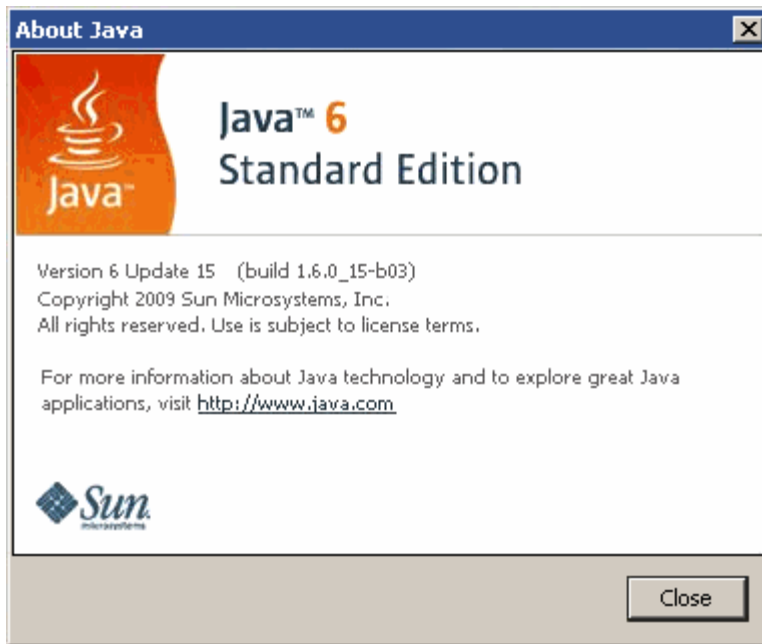 About Java
Java™
Java™ 6
Standard Edition
Version 6 Update 15 (build 1.6.0_15-b03)
Copyright 2009 Sun Microsystems, Inc.
All rights reserved. Use is subject to license terms.
For more information about Java technology and to explore great Java
applications, visit http://www.java.com
Sun
microsystems
Close